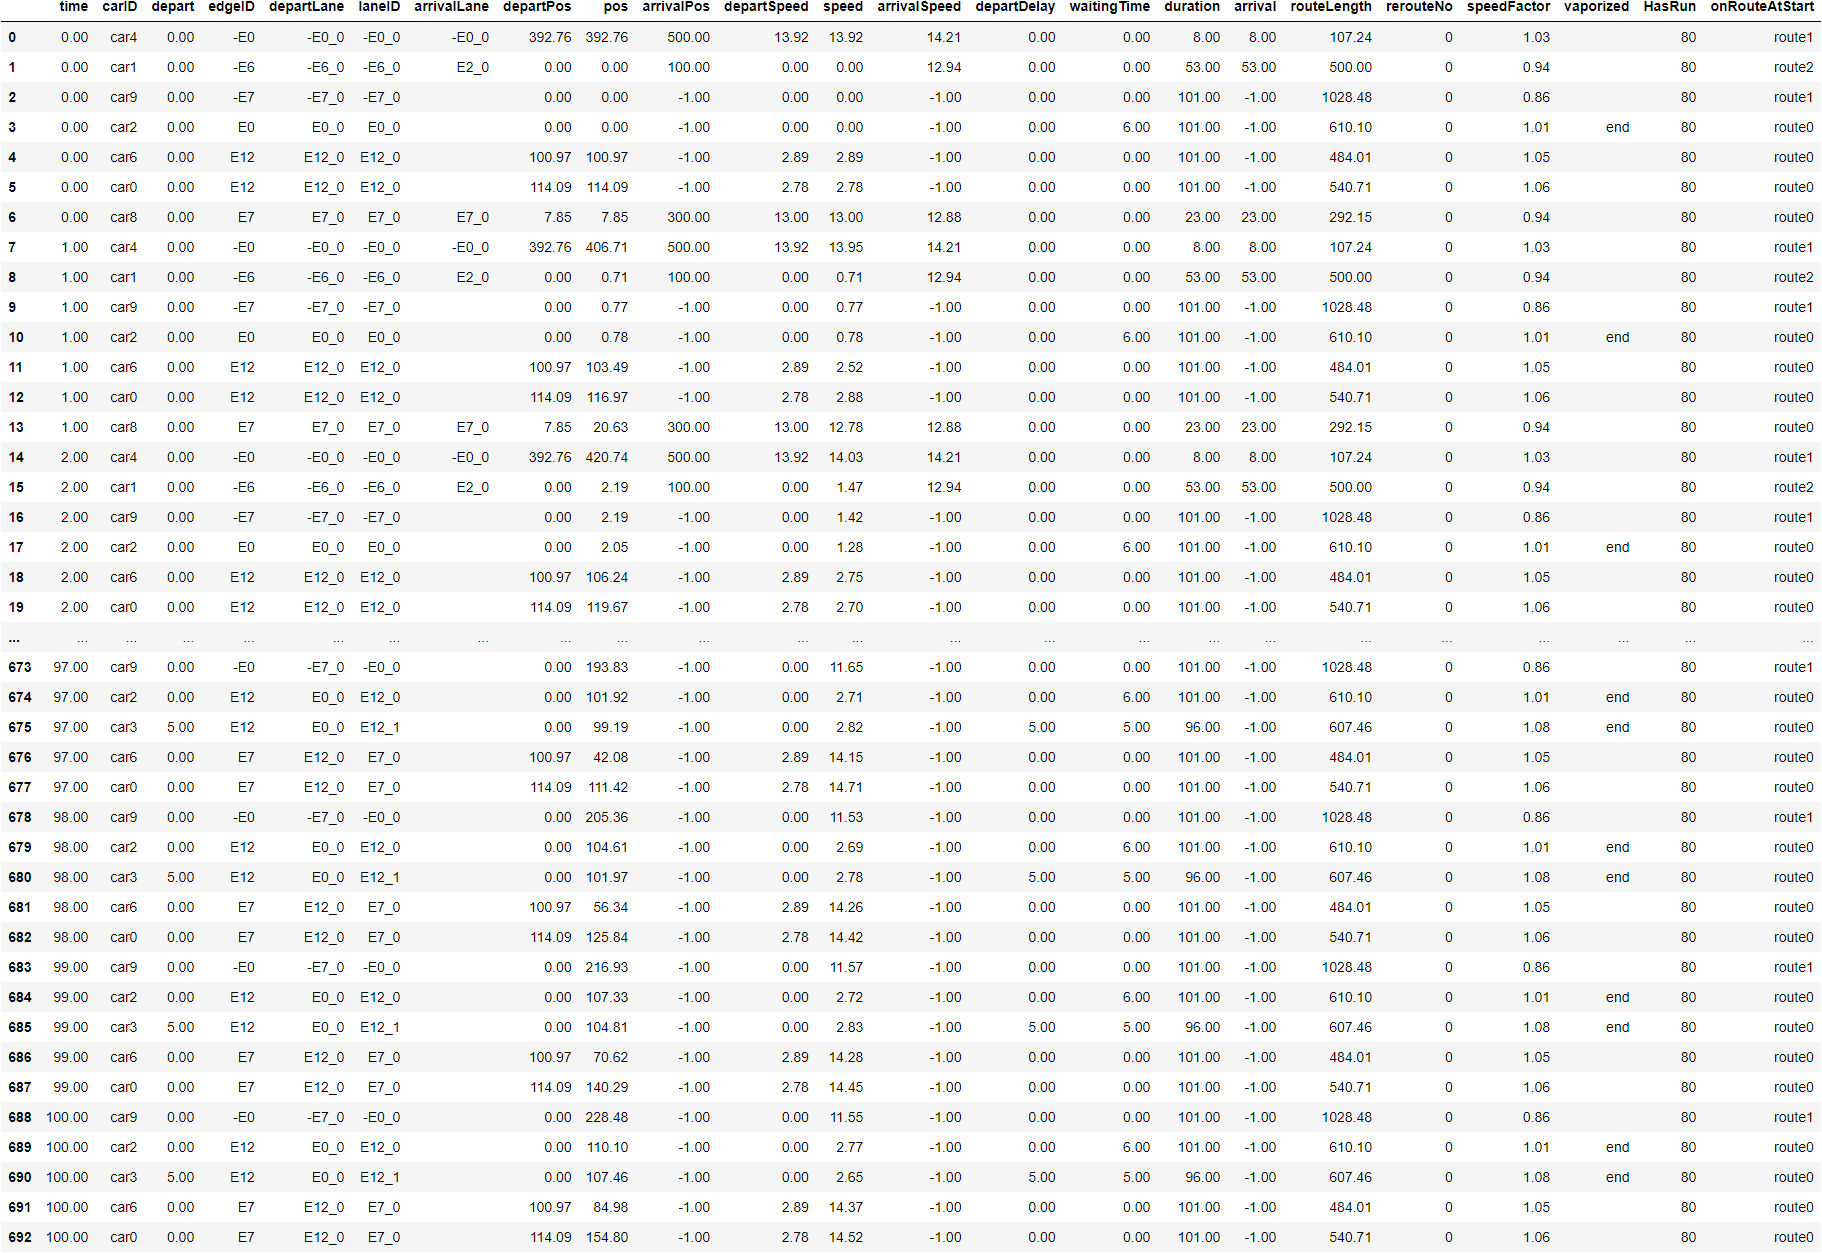 time carID depart edgeID departLane laneID arrivalLane departPos pos arrivalPos departSpeed speed arrivalSpeed departDelay waitingTime duration arrival routeLength rerouteNo speedFactor vaporized HasRun onRouteAtStart
0 0.00 car4 0.00 -E0 -E0_0 -E0_0 -E0_0 392.76 392.76 500.00 13.92 13.92 14.21 0.00 0.00 8.00 8.00 107.24 0 1.03 80 route1
1 0.00 car1 0.00 -E6 -E6_0 -E6_0 E2_0 0.00 0.00 100.00 0.00 0.00 12.94 0.00 0.00 53.00 53.00 500.00 0 0.94 80 route2
2 0.00 car9 0.00 -E7 -E7_0 -E7_0 0.00 0.00 -1.00 0.00 0.00 -1.00 0.00 0.00 101.00 -1.00 1028.48 0 0.86 80 route1
3 0.00 car2 0.00 E0 E0_0 E0_0 0.00 0.00 -1.00 0.00 0.00 -1.00 0.00 6.00 101.00 -1.00 610.10 0 1.01 end 80 route0
4 0.00 car6 0.00 E12 E12_0 E12_0 100.97 100.97 -1.00 2.89 2.89 -1.00 0.00 0.00 101.00 -1.00 484.01 0 1.05 80 route0
5 0.00 car0 0.00 E12 E12_0 E12_0 114.09 114.09 -1.00 2.78 2.78 -1.00 0.00 0.00 101.00 -1.00 540.71 0 1.06 80 route0
6 0.00 car8 0.00 E7 E7_0 E7_0 E7_0 7.85 7.85 300.00 13.00 13.00 12.88 0.00 0.00 23.00 23.00 292.15 0 0.94 80 route0
7 1.00 car4 0.00 -E0 -E0_0 -E0_0 -E0_0 392.76 406.71 500.00 13.92 13.95 14.21 0.00 0.00 8.00 8.00 107.24 0 1.03 80 route1
8 1.00 car1 0.00 -E6 -E6_0 -E6_0 E2_0 0.00 0.71 100.00 0.00 0.71 12.94 0.00 0.00 53.00 53.00 500.00 0 0.94 80 route2
9 1.00 car9 0.00 -E7 -E7_0 -E7_0 0.00 0.77 -1.00 0.00 0.77 -1.00 0.00 0.00 101.00 -1.00 1028.48 0 0.86 80 route1
10 1.00 car2 0.00 E0 E0_0 E0_0 0.00 0.78 -1.00 0.00 0.78 -1.00 0.00 6.00 101.00 -1.00 610.10 0 1.01 end 80 route0
11 1.00 car6 0.00 E12 E12_0 E12_0 100.97 103.49 -1.00 2.89 2.52 -1.00 0.00 0.00 101.00 -1.00 484.01 0 1.05 80 route0
12 1.00 car0 0.00 E12 E12_0 E12_0 114.09 116.97 -1.00 2.78 2.88 -1.00 0.00 0.00 101.00 -1.00 540.71 0 1.06 80 route0
13 1.00 car8 0.00 E7 E7_0 E7_0 E7_0 7.85 20.63 300.00 13.00 12.78 12.88 0.00 0.00 23.00 23.00 292.15 0 0.94 80 route0
14 2.00 car4 0.00 -E0 -E0_0 -E0_0 -E0_0 392.76 420.74 500.00 13.92 14.03 14.21 0.00 0.00 8.00 8.00 107.24 0 1.03 80 route1
15 2.00 car1 0.00 -E6 -E6_0 -E6_0 E2_0 0.00 2.19 100.00 0.00 1.47 12.94 0.00 0.00 53.00 53.00 500.00 0 0.94 80 route2
16 2.00 car9 0.00 -E7 -E7_0 -E7_0 0.00 2.19 -1.00 0.00 1.42 -1.00 0.00 0.00 101.00 -1.00 1028.48 0 0.86 80 route1
17 2.00 car2 0.00 E0 E0_0 E0_0 0.00 2.05 -1.00 0.00 1.28 -1.00 0.00 6.00 101.00 -1.00 610.10 0 1.01 end 80 route0
18 2.00 car6 0.00 E12 E12_0 E12_0 100.97 106.24 -1.00 2.89 2.75 -1.00 0.00 0.00 101.00 -1.00 484.01 0 1.05 80 route0
19 2.00 car0 0.00 E12 E12_0 E12_0 114.09 119.67 -1.00 2.78 2.70 -1.00 0.00 0.00 101.00 -1.00 540.71 0 1.06 80 route0
... ... ... ... ... ... ... ... ... ... ... ... ... ... ... ... ... ... ... ... ... ... ... ...
673 97.00 car9 0.00 -E0 -E7_0 -E0_0 0.00 193.83 -1.00 0.00 11.65 -1.00 0.00 0.00 101.00 -1.00 1028.48 0 0.86 80 route1
674 97.00 car2 0.00 E12 E0_0 E12_0 0.00 101.92 -1.00 0.00 2.71 -1.00 0.00 6.00 101.00 -1.00 610.10 0 1.01 end 80 route0
675 97.00 car3 5.00 E12 E0_0 E12_1 0.00 99.19 -1.00 0.00 2.82 -1.00 5.00 5.00 96.00 -1.00 607.46 0 1.08 end 80 route0
676 97.00 car6 0.00 E7 E12_0 E7_0 100.97 42.08 -1.00 2.89 14.15 -1.00 0.00 0.00 101.00 -1.00 484.01 0 1.05 80 route0
677 97.00 car0 0.00 E7 E12_0 E7_0 114.09 111.42 -1.00 2.78 14.71 -1.00 0.00 0.00 101.00 -1.00 540.71 0 1.06 80 route0
678 98.00 car9 0.00 -E0 -E7_0 -E0_0 0.00 205.36 -1.00 0.00 11.53 -1.00 0.00 0.00 101.00 -1.00 1028.48 0 0.86 80 route1
679 98.00 car2 0.00 E12 E0_0 E12_0 0.00 104.61 -1.00 0.00 2.69 -1.00 0.00 6.00 101.00 -1.00 610.10 0 1.01 end 80 route0
680 98.00 car3 5.00 E12 E0_0 E12_1 0.00 101.97 -1.00 0.00 2.78 -1.00 5.00 5.00 96.00 -1.00 607.46 0 1.08 end 80 route0
681 98.00 car6 0.00 E7 E12_0 E7_0 100.97 56.34 -1.00 2.89 14.26 -1.00 0.00 0.00 101.00 -1.00 484.01 0 1.05 80 route0
682 98.00 car0 0.00 E7 E12_0 E7_0 114.09 125.84 -1.00 2.78 14.42 -1.00 0.00 0.00 101.00 -1.00 540.71 0 1.06 80 route0
683 99.00 car9 0.00 -E0 -E7_0 -E0_0 0.00 216.93 -1.00 0.00 11.57 -1.00 0.00 0.00 101.00 -1.00 1028.48 0 0.86 80 route1
684 99.00 car2 0.00 E12 E0_0 E12_0 0.00 107.33 -1.00 0.00 2.72 -1.00 0.00 6.00 101.00 -1.00 610.10 0 1.01 end 80 route0
685 99.00 car3 5.00 E12 E0_0 E12_1 0.00 104.81 -1.00 0.00 2.83 -1.00 5.00 5.00 96.00 -1.00 607.46 0 1.08 end 80 route0
686 99.00 car6 0.00 E7 E12_0 E7_0 100.97 70.62 -1.00 2.89 14.28 -1.00 0.00 0.00 101.00 -1.00 484.01 0 1.05 80 route0
687 99.00 car0 0.00 E7 E12_0 E7_0 114.09 140.29 -1.00 2.78 14.45 -1.00 0.00 0.00 101.00 -1.00 540.71 0 1.06 80 route0
688 100.00 car9 0.00 -E0 -E7_0 -E0_0 0.00 228.48 -1.00 0.00 11.55 -1.00 0.00 0.00 101.00 -1.00 1028.48 0 0.86 80 route1
689 100.00 car2 0.00 E12 E0_0 E12_0 0.00 110.10 -1.00 0.00 2.77 -1.00 0.00 6.00 101.00 -1.00 610.10 0 1.01 end 80 route0
690 100.00 car3 5.00 E12 E0_0 E12_1 0.00 107.46 -1.00 0.00 2.65 -1.00 5.00 5.00 96.00 -1.00 607.46 0 1.08 end 80 route0
691 100.00 car6 0.00 E7 E12_0 E7_0 100.97 84.98 -1.00 2.89 14.37 -1.00 0.00 0.00 101.00 -1.00 484.01 0 1.05 80 route0
692 100.00 car0 0.00 E7 E12_0 E7_0 114.09 154.80 -1.00 2.78 14.52 -1.00 0.00 0.00 101.00 -1.00 540.71 0 1.06 80 route0